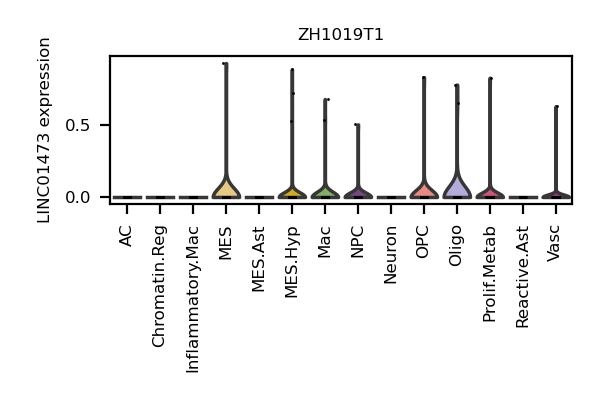 ZH1019T1
LINC01473 expression
0.5
0.0
AC
Chromatin.Reg
Inflammatory.Mac
MES
MES.Ast
MES.Hyp
Mac
NPC
Neuron
OPC
Oligo
Prolif.Metab
Reactive.Ast
Vasc